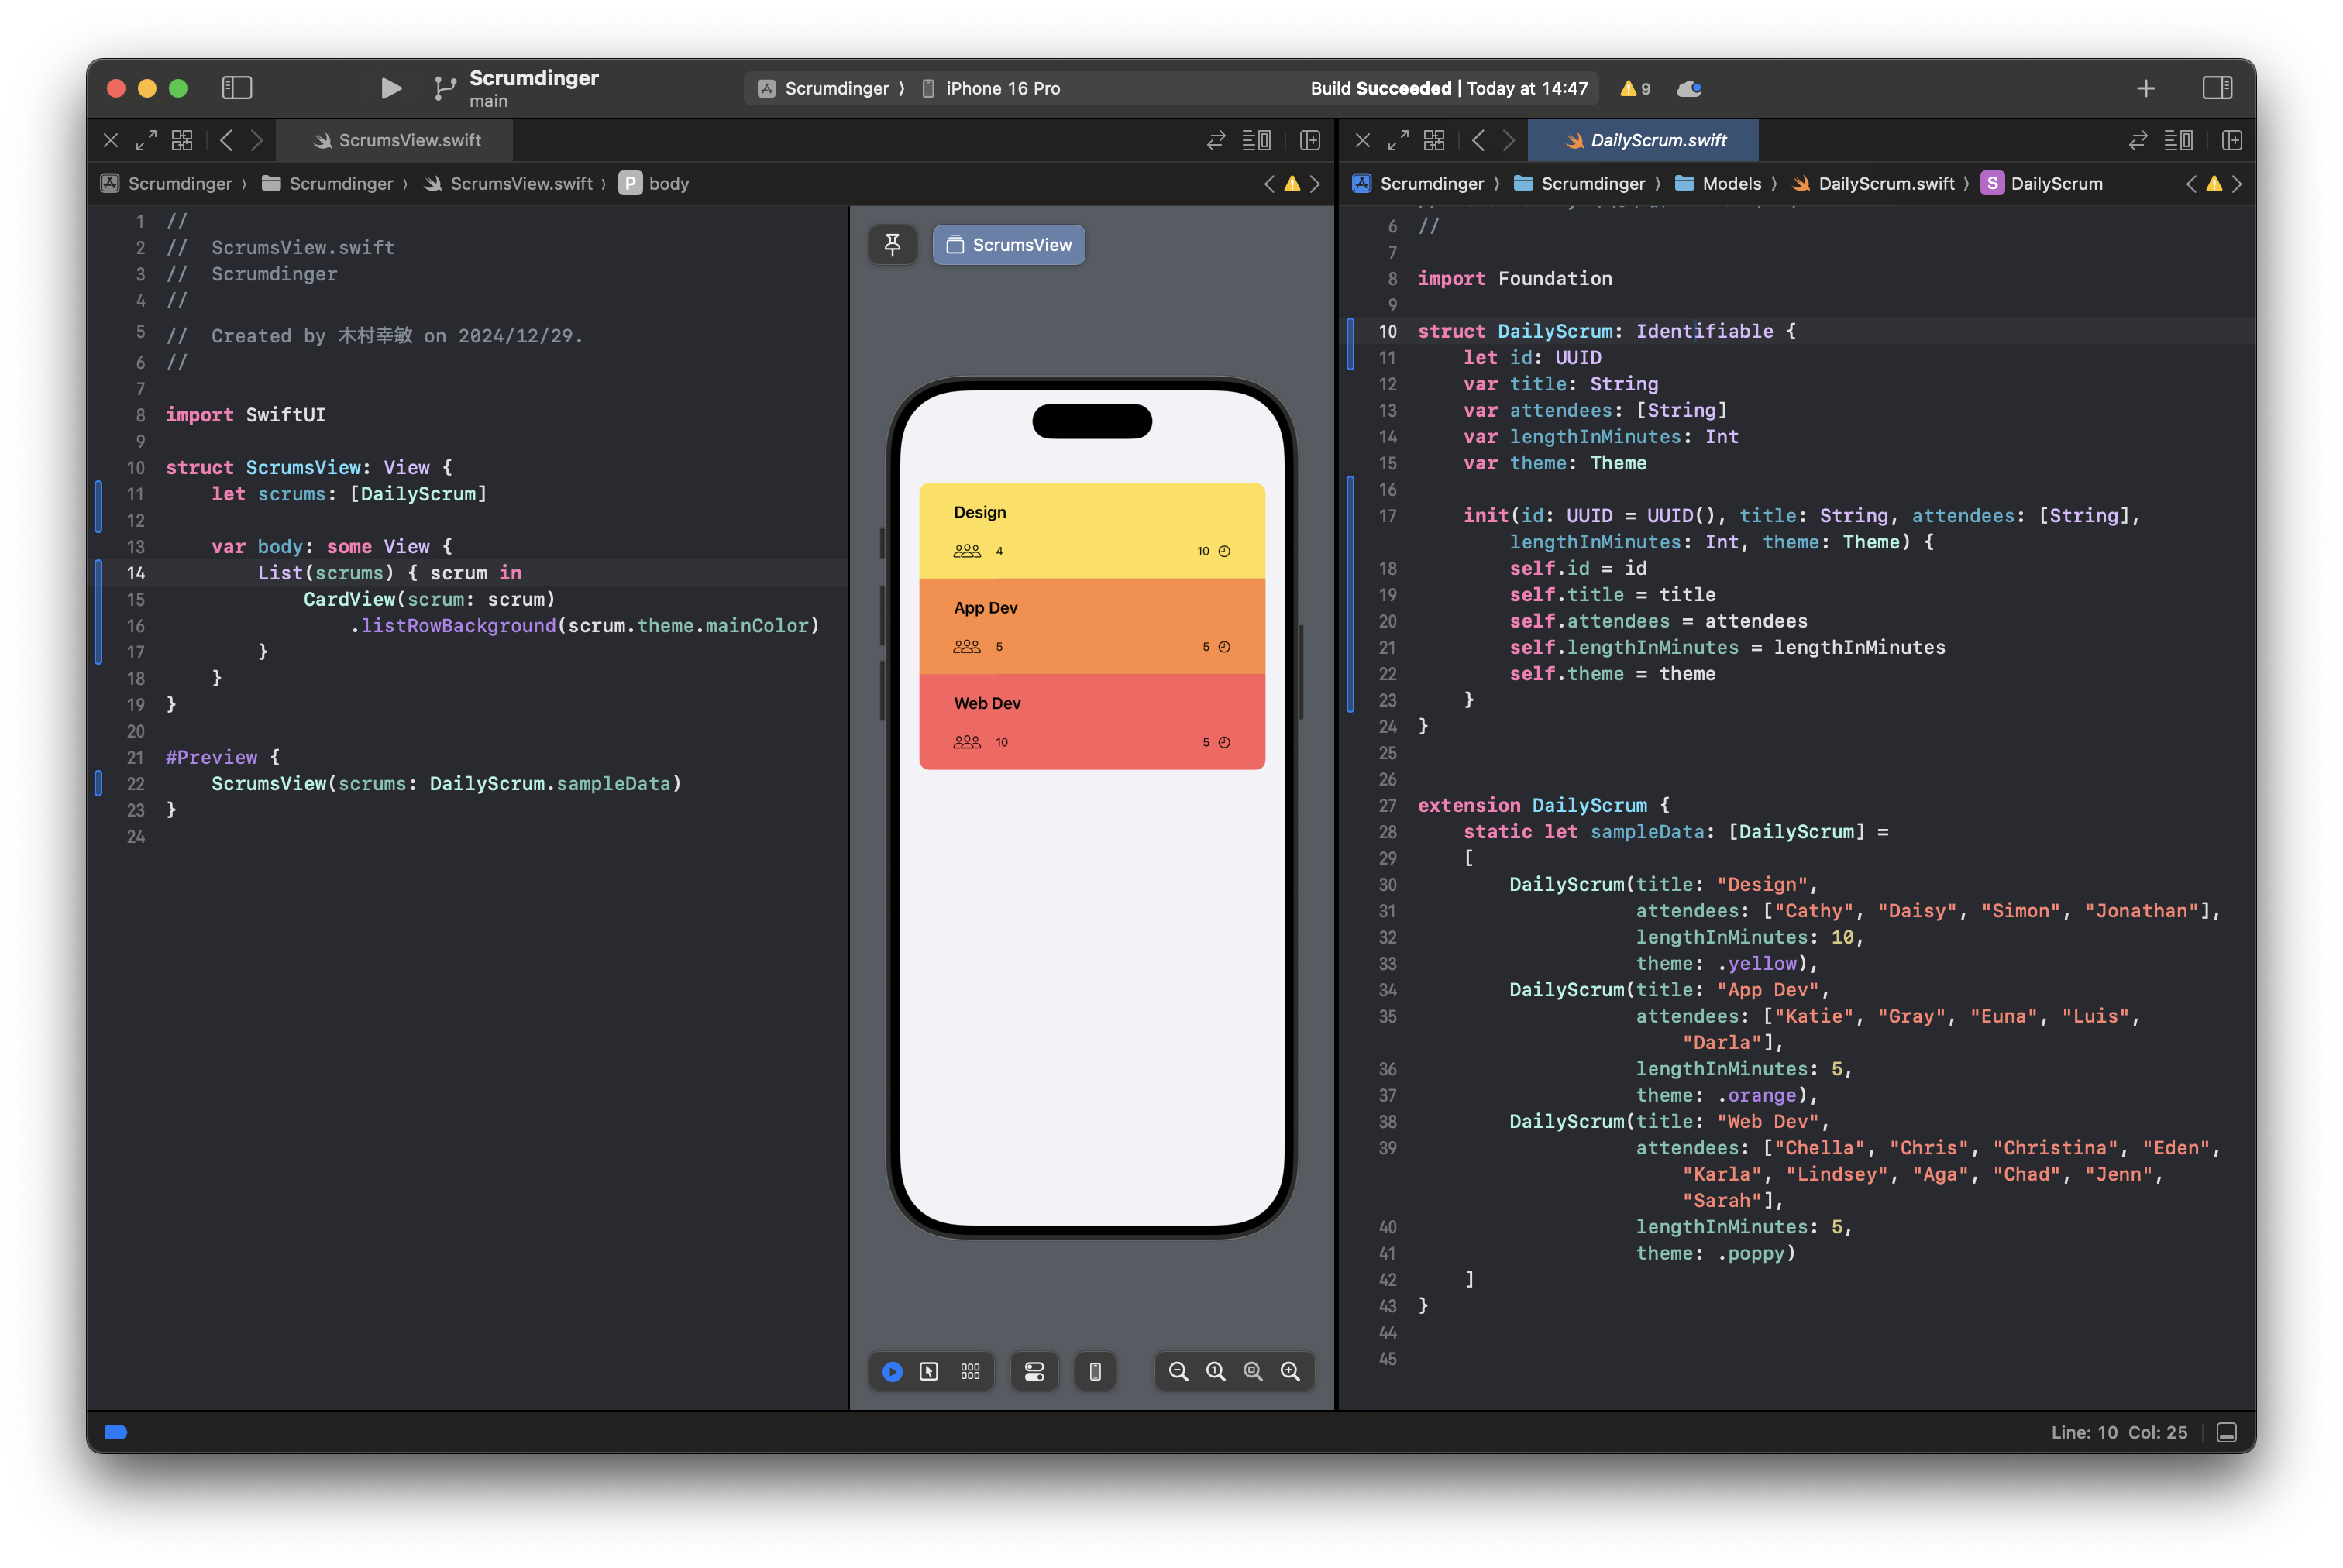 Scrumdinger
main
Scrumdinger 〉 iPhone 16 Pro
Build Succeeded | Today at 14:47
9
ScrumsView.swift
Scrumdinger 〉 Scrumdinger 〉 ScrumsView.swift 〉 P body
1 //
2 //  ScrumsView.swift
3 //  Scrumdinger
4 //
5 //  Created by 木村幸敏 on 2024/12/29.
6 //
7
8 import SwiftUI
9
10 struct ScrumsView: View {
11     let scrums: [DailyScrum]
12
13     var body: some View {
14         List(scrums) { scrum in
15             CardView(scrum: scrum)
16                 .listRowBackground(scrum.theme.mainColor)
17         }
18     }
19 }
20
21 #Preview {
22     ScrumsView(scrums: DailyScrum.sampleData)
23 }
24
ScrumsView
Design
4 10
App Dev
5 5
Web Dev
10 5
DailyScrum.swift
Scrumdinger 〉 Scrumdinger 〉 Models 〉 DailyScrum.swift 〉 S DailyScrum
6 //
7
8 import Foundation
9
10 struct DailyScrum: Identifiable {
11     let id: UUID
12     var title: String
13     var attendees: [String]
14     var lengthInMinutes: Int
15     var theme: Theme
16
17     init(id: UUID = UUID(), title: String, attendees: [String],
        lengthInMinutes: Int, theme: Theme) {
18         self.id = id
19         self.title = title
20         self.attendees = attendees
21         self.lengthInMinutes = lengthInMinutes
22         self.theme = theme
23     }
24 }
25
26
27 extension DailyScrum {
28     static let sampleData: [DailyScrum] =
29     [
30         DailyScrum(title: "Design",
31                    attendees: ["Cathy", "Daisy", "Simon", "Jonathan"],
32                    lengthInMinutes: 10,
33                    theme: .yellow),
34         DailyScrum(title: "App Dev",
35                    attendees: ["Katie", "Gray", "Euna", "Luis",
                       "Darla"],
36                    lengthInMinutes: 5,
37                    theme: .orange),
38         DailyScrum(title: "Web Dev",
39                    attendees: ["Chella", "Chris", "Christina", "Eden",
                       "Karla", "Lindsey", "Aga", "Chad", "Jenn",
                       "Sarah"],
40                    lengthInMinutes: 5,
41                    theme: .poppy)
42     ]
43 }
44
45
Line: 10 Col: 25